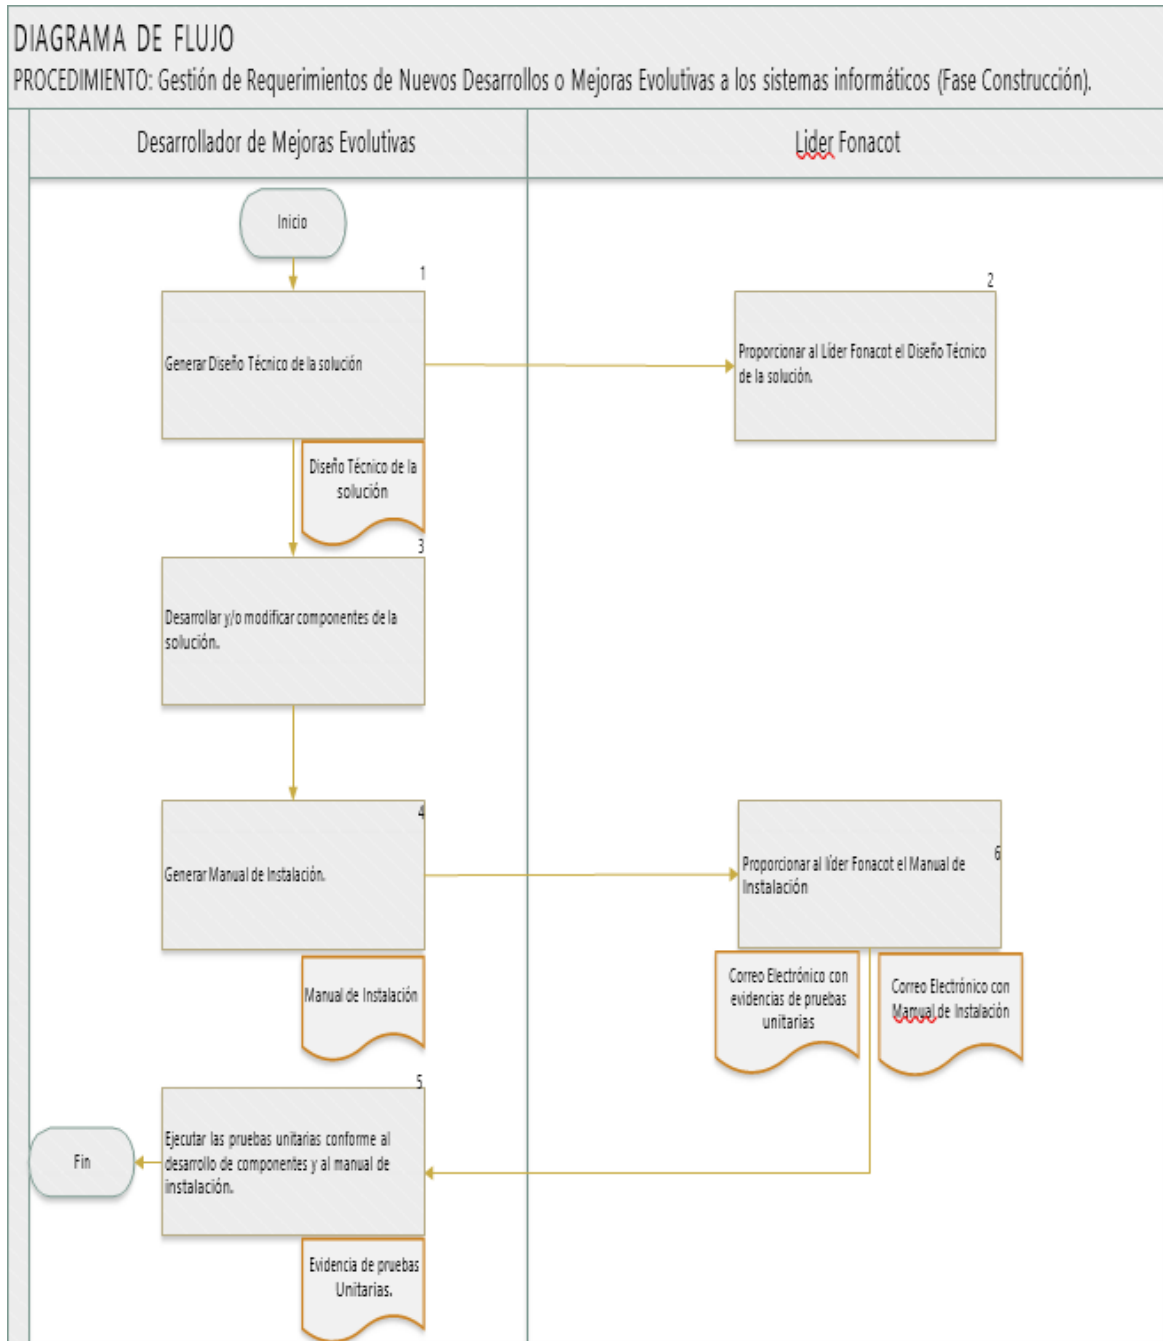 DIAGRAMA DE FLUJO
PROCEDIMIENTO: Gestión de Requerimientos de Nuevos Desarrollos o Mejoras Evolutivas a los sistemas informáticos (Fase Construcción).
Desarrollador de Mejoras Evolutivas
Lider Fonacot
Inicio
1
Generar Diseño Técnico de la solución
2
Proporcionar al Líder Fonacot el Diseño Técnico
de la solución.
Diseño Técnico de la
solución
3
Desarrollar y/o modificar componentes de la
solución.
4
Generar Manual de Instalación.
6
Proporcionar al líder Fonacot el Manual de
Instalación
Manual de Instalación
Correo Electrónico con
evidencias de pruebas
unitarias
Correo Electrónico con
Mamual de Instalación
5
Ejecutar las pruebas unitarias conforme al
desarrollo de componentes y al manual de
instalación.
Fin
Evidencia de pruebas
Unitarias.